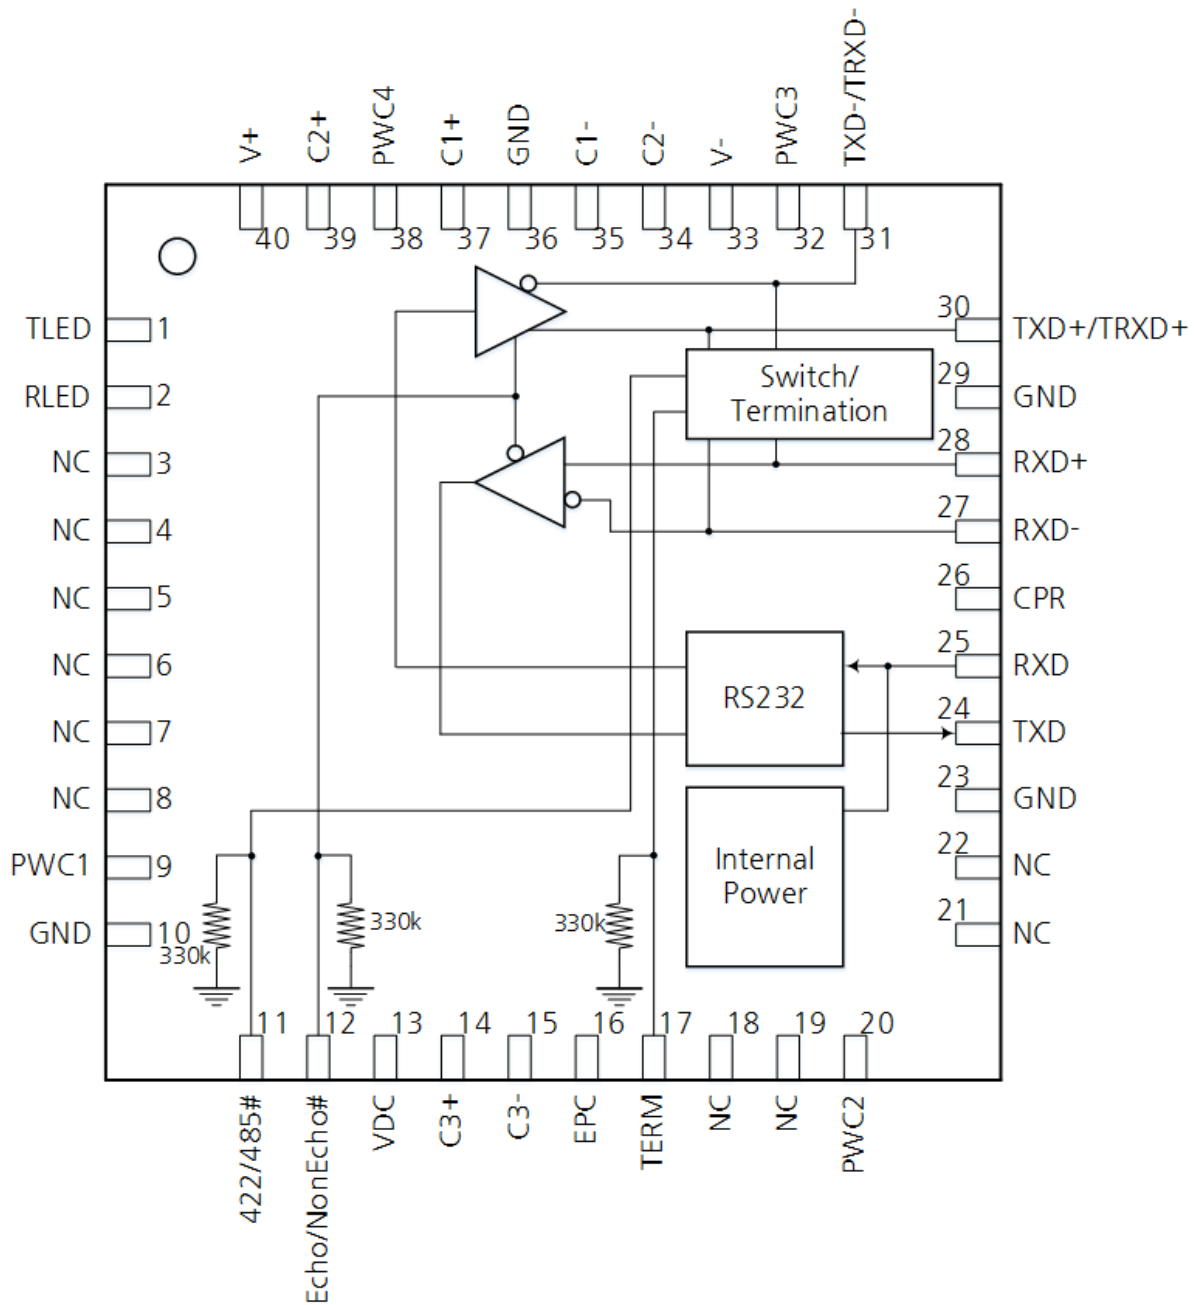 V+
C2+
PWC4
C1+
GND
C1-
C2-
V-
PWC3
TXD-/TRXD-
40
39
38
37
36
35
34
33
32
31
TLED
1
RLED
2
NC
3
NC
4
NC
5
NC
6
NC
7
NC
8
PWC1
9
GND
10
30
TXD+/TRXD+
29
GND
28
RXD+
27
RXD-
26
CPR
25
RXD
24
TXD
23
GND
22
NC
21
NC
Switch/
Termination
RS232
Internal
Power
330k
330k
330k
11
12
13
14
15
16
17
18
19
20
422/485#
Echo/NonEcho#
VDC
C3+
C3-
EPC
TERM
NC
NC
PWC2